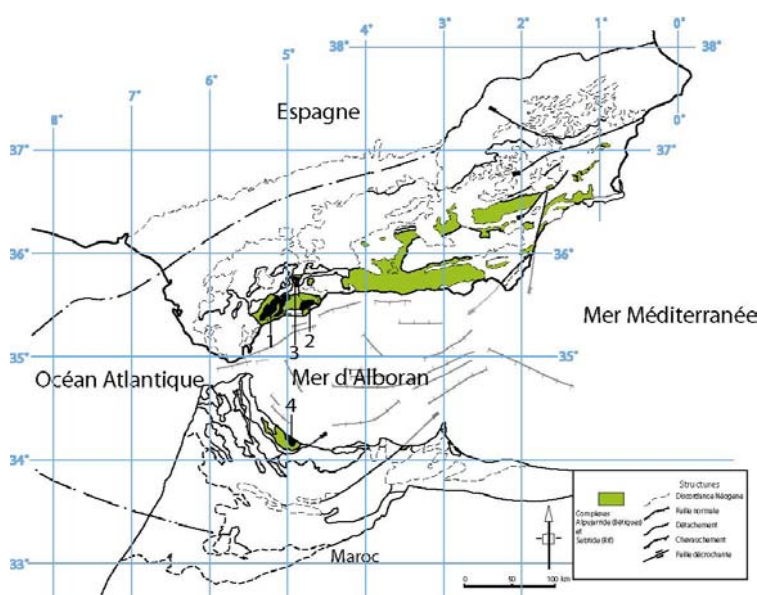 0°
1°
2°
3°
4°
38°
5°
6°
7°
8°
38°
0°
Espagne
37°
37°
36°
36°
Mer Méditerranée
1
3
2
35°
35°
Océan Atlantique
Mer d'Alboran
4
34°
33°
Maroc
Structures
Discordance Néogène
Faille normale
Détachement
Chevauchement
Faille décrochante
Complexe
Alpujarride (Bétiques)
et
Sebtide (Rif)
0 50 100 km